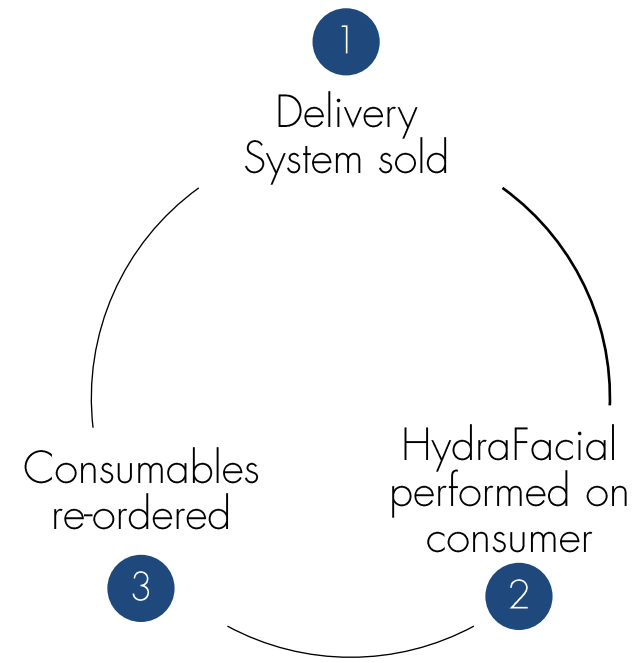 1
Delivery
System sold
HydraFacial
performed on
consumer
2
Consumables
re-ordered
3